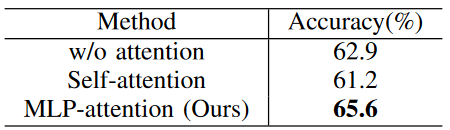 Method Accuracy(%)
w/o attention 62.9
Self-attention 61.2
MLP-attention (Ours) 65.6